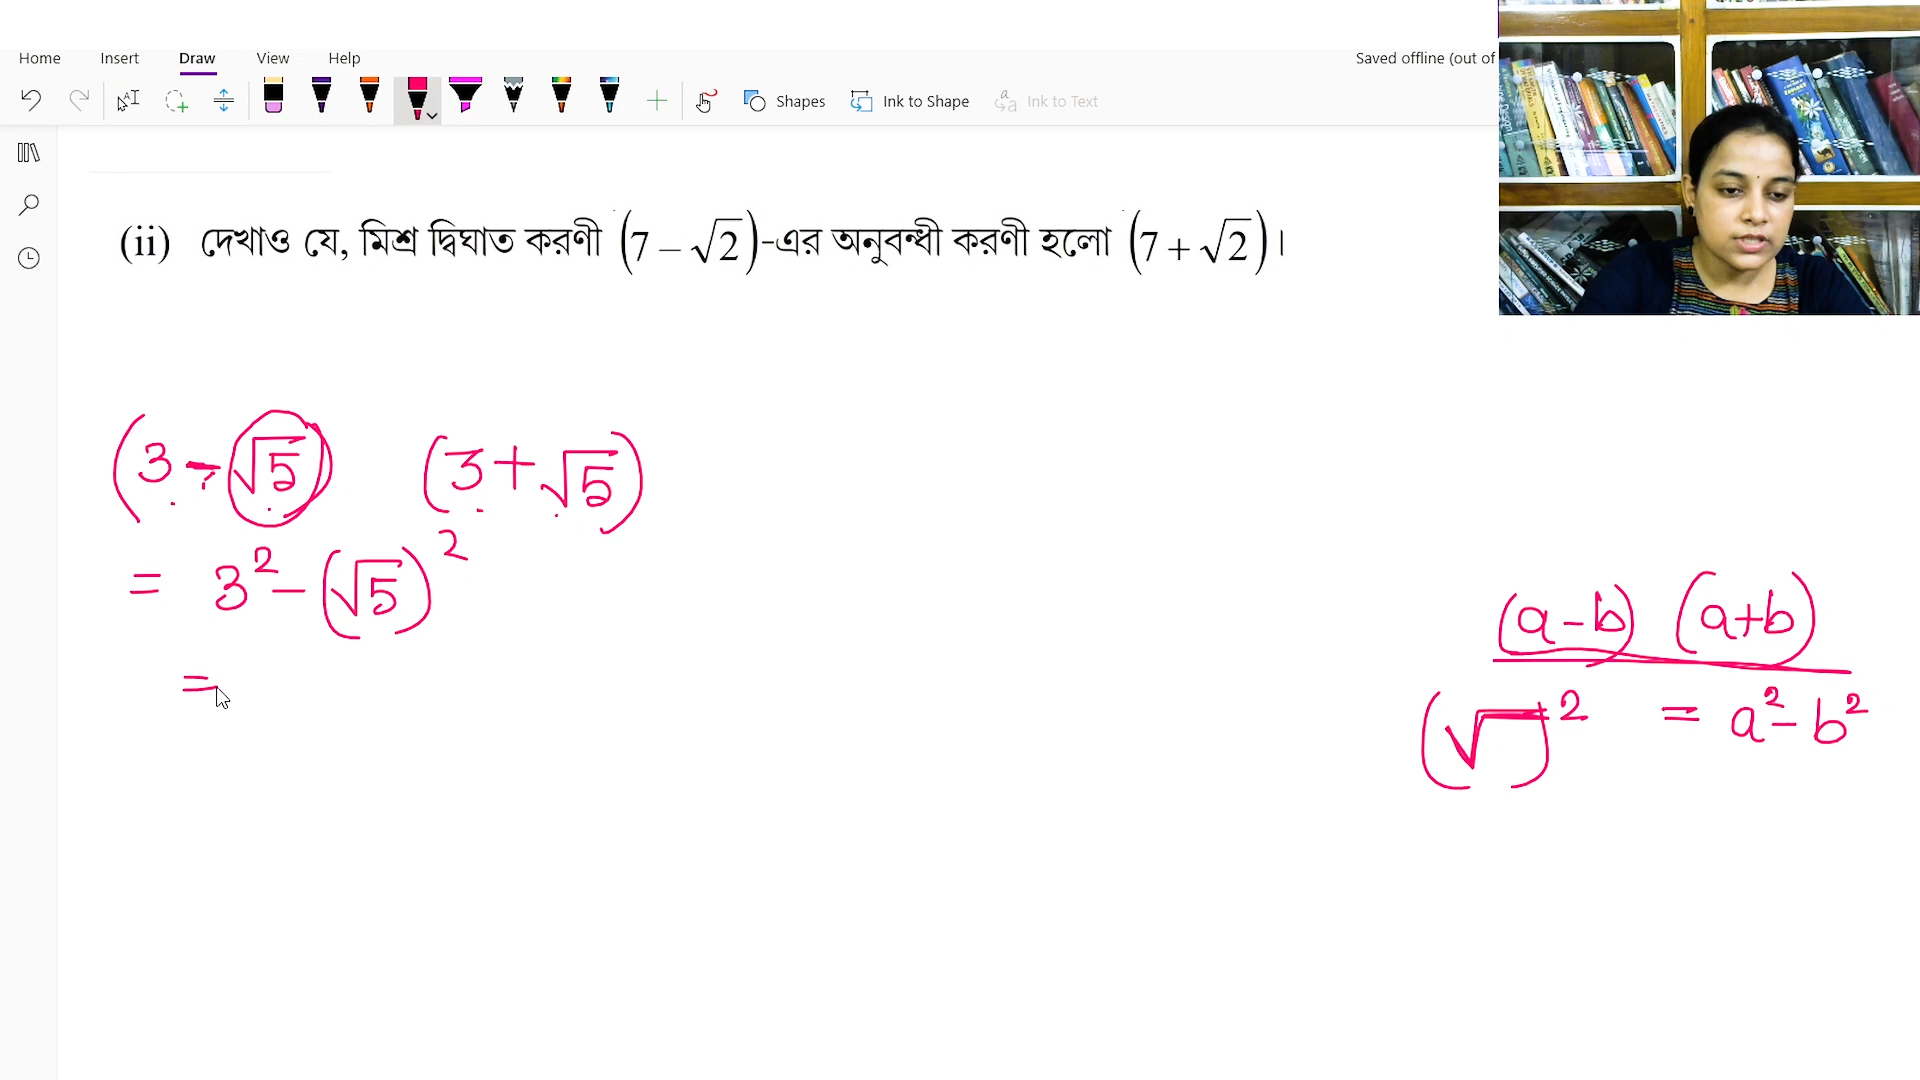 Home Insert Draw View Help Saved offline (out of
Shapes Ink to Shape Ink to Text
(ii) দেখাও যে, মিশ্র দ্বিঘাত করণী (7 – √2)-এর অনুবন্ধী করণী হলো (7 + √2)।
(3 - √5) (3 + √5)
= 3² - (√5)²
=
(a - b) (a + b)
(√ )² = a² - b²